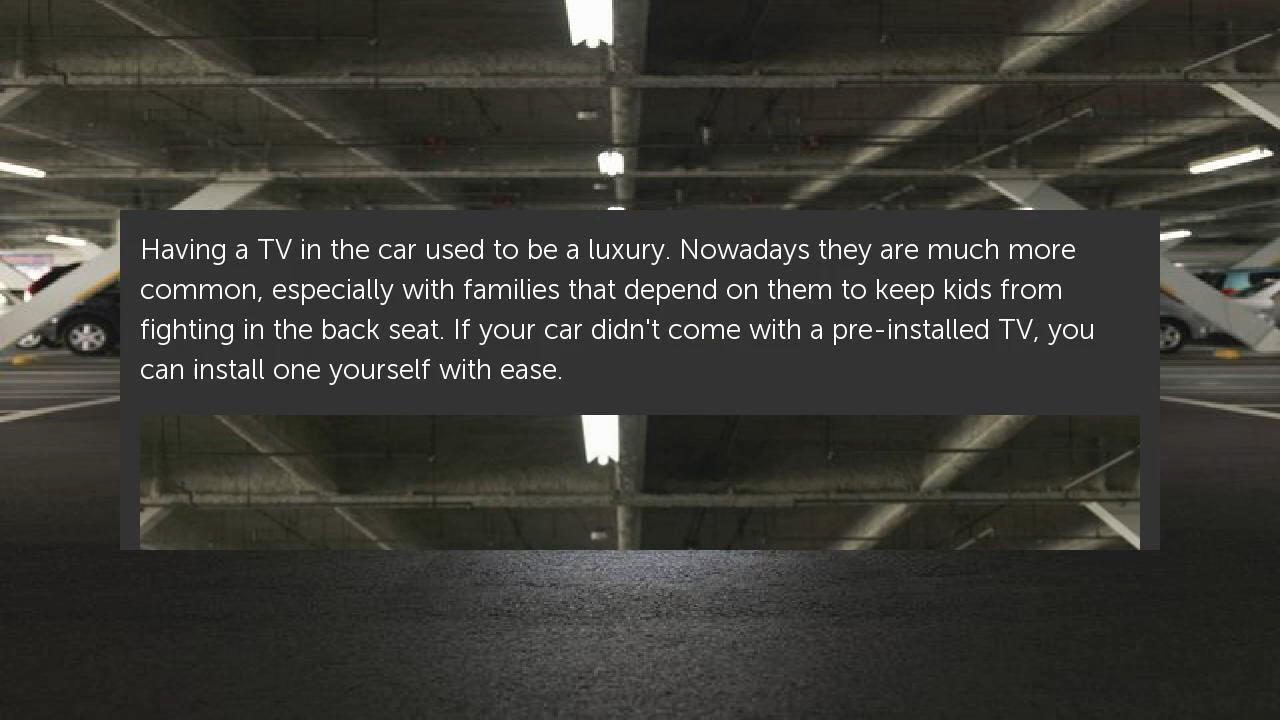 Having a TV in the car used to be a luxury. Nowadays they are much more
common, especially with families that depend on them to keep kids from
fighting in the back seat. If your car didn't come with a pre-installed TV, you
can install one yourself with ease.